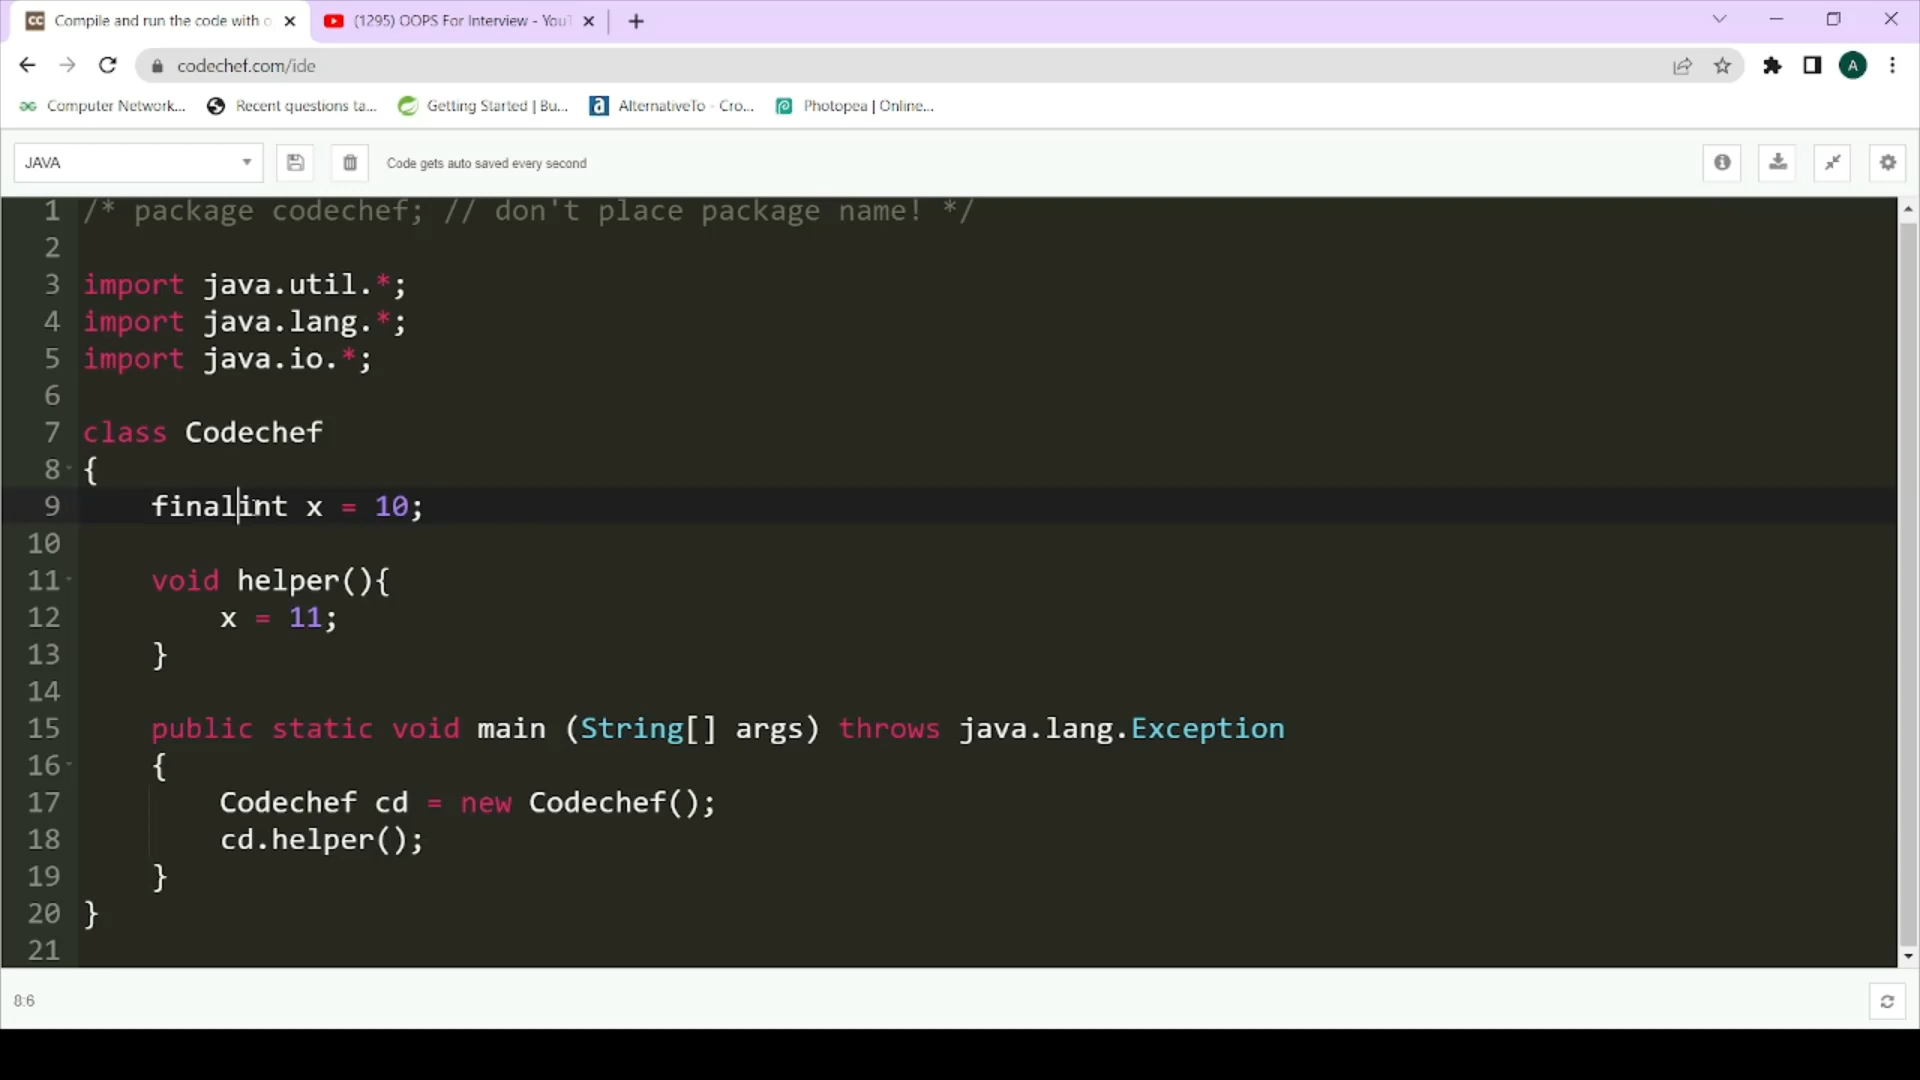 Compile and run the code with o
(1295) OOPS For Interview - You
codechef.com/ide
A
Computer Network...
Recent questions ta...
Getting Started | Bu...
AlternativeTo - Cro...
Photopea | Online...
JAVA
Code gets auto saved every second
1 /* package codechef; // don't place package name! */
2
3 import java.util.*;
4 import java.lang.*;
5 import java.io.*;
6
7 class Codechef
8 {
9 finalint x = 10;
10
11 void helper(){
12 x = 11;
13 }
14
15 public static void main (String[] args) throws java.lang.Exception
16 {
17 Codechef cd = new Codechef();
18 cd.helper();
19 }
20 }
21
8:6